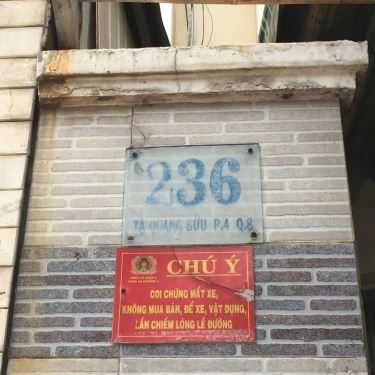 236
TẠ QUANG BỬU P.4 Q.8
CHÚ Ý
COI CHỪNG MẤT XE,
KHÔNG MUA BÁN, ĐỂ XE, VẬT DỤNG,
LẤN CHIẾM LÒNG LỀ ĐƯỜNG